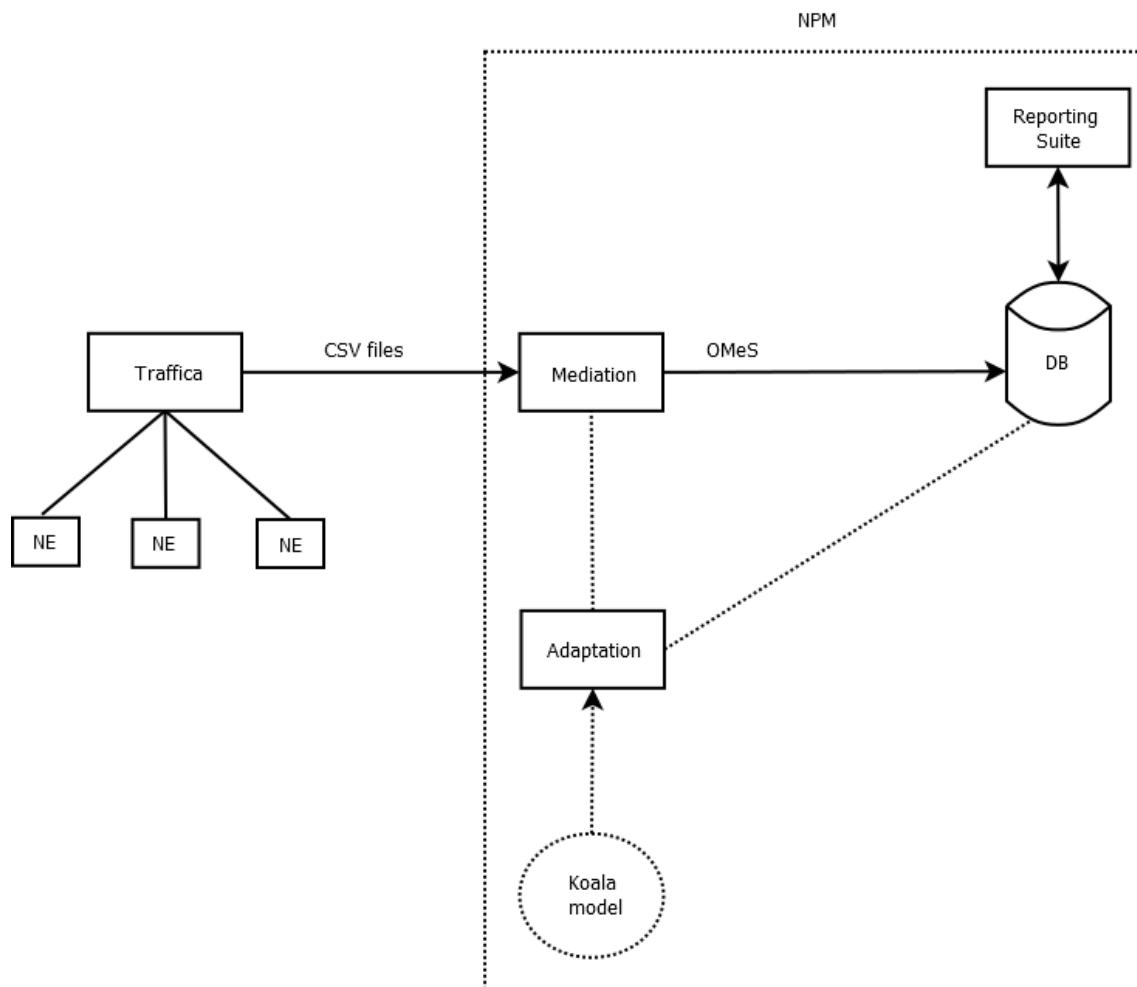 NPM
Reporting
Suite
CSV files
OMeS
Traffica
Mediation
DB
NE
NE
NE
Adaptation
Koala
model